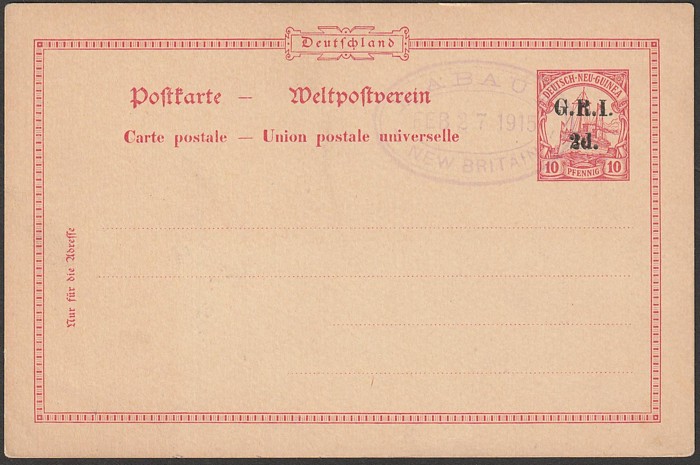 Deutschland
Postkarte — Weltpostverein
Carte postale — Union postale universelle
ABAU
FEB 27 1915
NEW BRITAIN
DEUTSCH-NEU-GUINEA
G.R.I.
2d.
10 PFENNIG 10
Nur für die Adresse